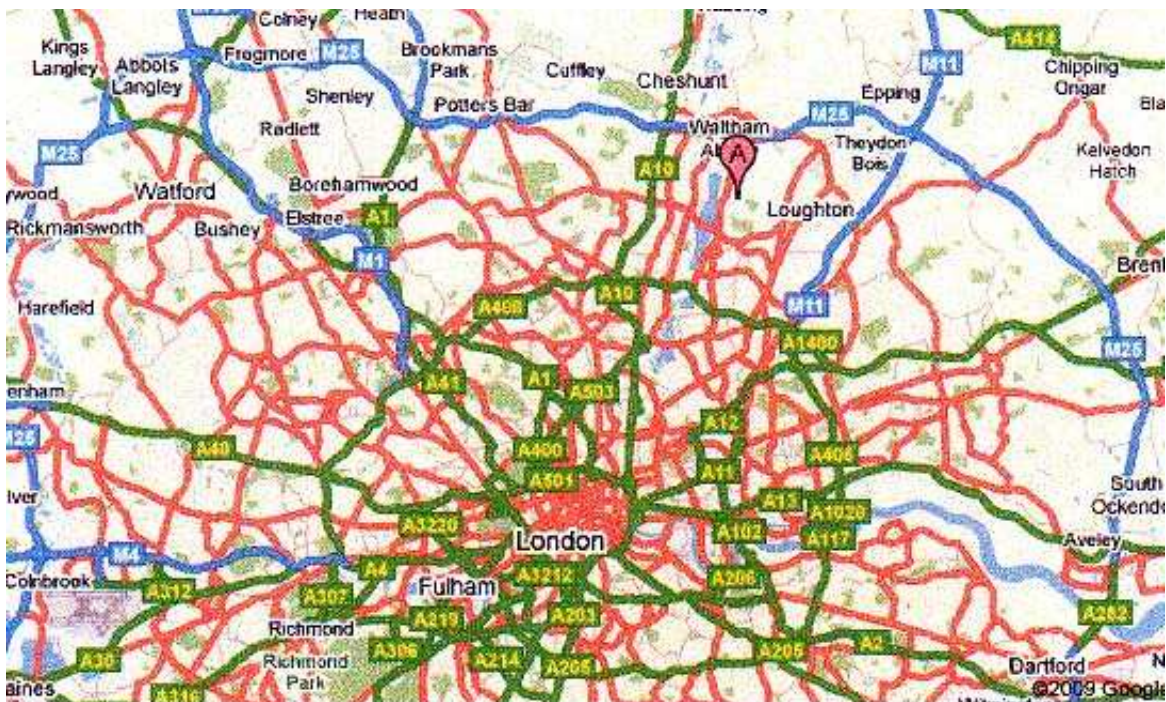 Colney
Heath
Kings
Langley
Abbots
Langley
Frogmore
M25
Brookmans
Park
Cuffley
Cheshunt
A414
M11
Chipping
Ongar
Epping
Shenley
Potters Bar
Radlett
Waltham
M25
Theydon
Bois
Kelvedon
Hatch
M25
A
A10
Watford
Borehamwood
Loughton
Rickmansworth
Bushey
Elstree
A1
M1
Harefield
A10
M11
A1400
M25
A41
A1
A503
A12
A40
A400
A501
A11
A406
M25
A13
A1020
South
A3220
A102
A117
London
Aveley
M4
Colnbrook
A4
A3212
A206
A312
A307
Fulham
A203
A282
Richmond
A219
A306
A30
Richmond
Park
A214
A205
A205
A2
Dartford
A316
©2009 Google